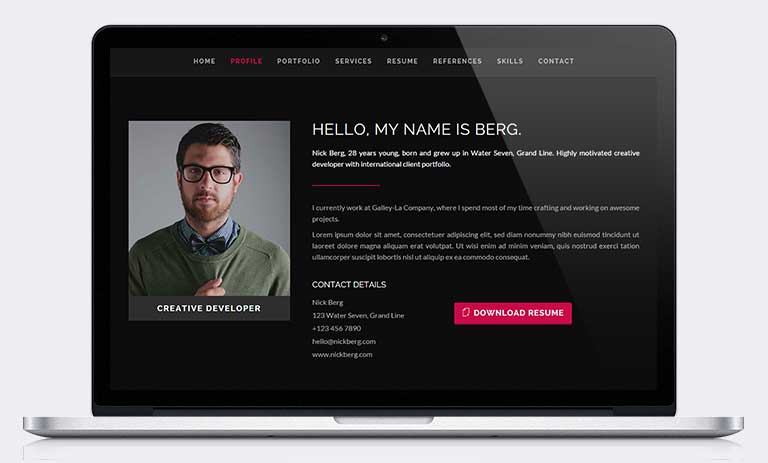 HOME PROFILE PORTFOLIO SERVICES RESUME REFERENCES SKILLS CONTACT
HELLO, MY NAME IS BERG.
Nick Berg, 28 years young, born and grew up in Water Seven, Grand Line. Highly motivated creative
developer with international client portfolio.
I currently work at Galley-La Company, where I spend most of my time crafting and working on awesome
projects.
Lorem ipsum dolor sit amet, consectetuer adipiscing elit, sed diam nonummy nibh euismod tincidunt ut
laoreet dolore magna aliquam erat volutpat. Ut wisi enim ad minim veniam, quis nostrud exerci tation
ullamcorper suscipit lobortis nisl ut aliquip ex ea commodo consequat.
CREATIVE DEVELOPER
CONTACT DETAILS
Nick Berg
123 Water Seven, Grand Line
+123 456 7890
hello@nickberg.com
www.nickberg.com
DOWNLOAD RESUME